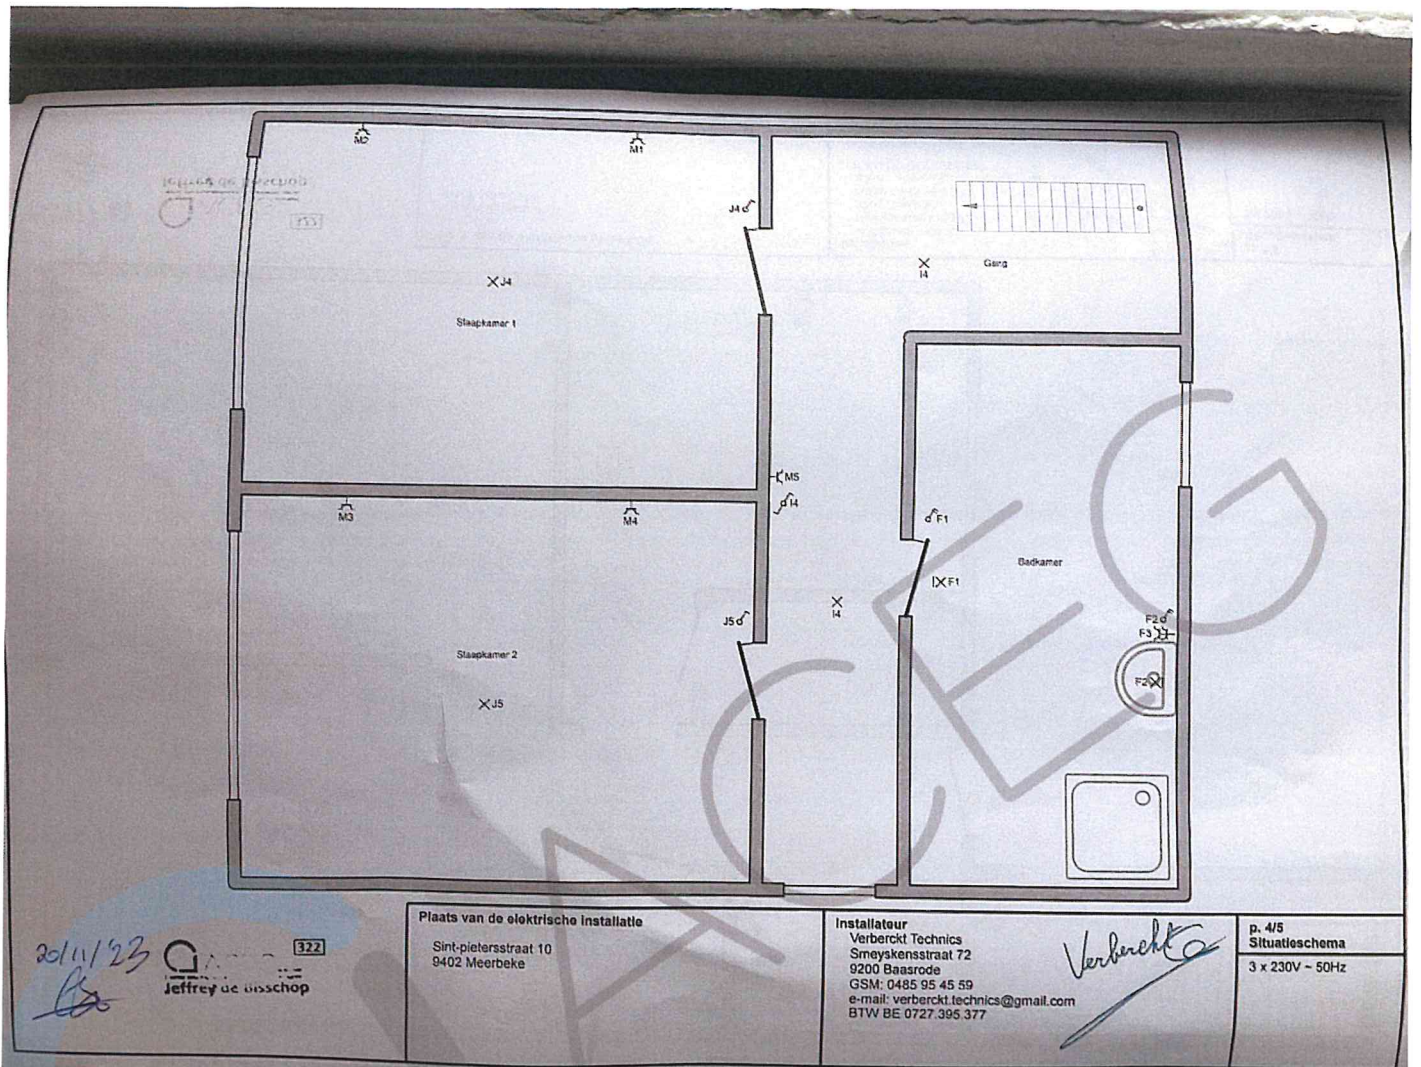 M2
M1
J4
J4
Slaapkamer 1
I4
Gang
M5
I4
M3
M4
F1
Badkamer
F1
I4
J5
F2
F3
Slaapkamer 2
F2
J5
ACEG
20/11/'23
322
Jeffrey de Bisschop
Plaats van de elektrische installatie
Sint-pietersstraat 10
9402 Meerbeke
Installateur
Verberckt Technics
Smeyskensstraat 72
9200 Baasrode
GSM: 0485 95 45 59
e-mail: verberckt.technics@gmail.com
BTW BE 0727.395.377
Verberckt
p. 4/5
Situatieschema
3 x 230V ~ 50Hz